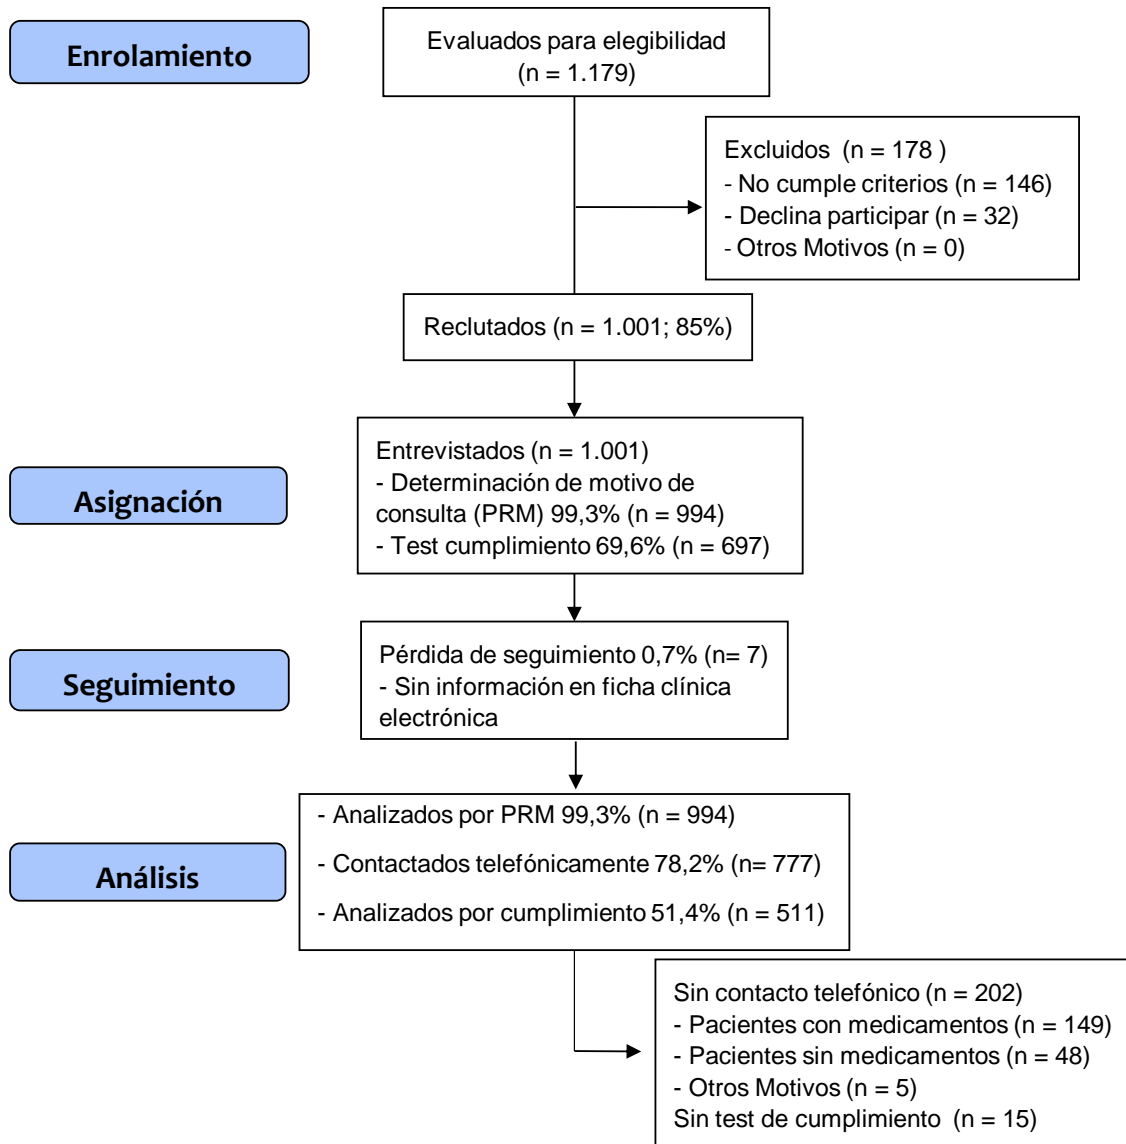 Enrolamiento
Evaluados para elegibilidad
(n = 1.179)
Excluidos (n = 178 )
- No cumple criterios (n = 146)
- Declina participar (n = 32)
- Otros Motivos (n = 0)
Reclutados (n = 1.001; 85%)
Asignación
Entrevistados (n = 1.001)
- Determinación de motivo de
consulta (PRM) 99,3% (n = 994)
- Test cumplimiento 69,6% (n = 697)
Seguimiento
Pérdida de seguimiento 0,7% (n= 7)
- Sin información en ficha clínica
electrónica
Análisis
- Analizados por PRM 99,3% (n = 994)
- Contactados telefónicamente 78,2% (n= 777)
- Analizados por cumplimiento 51,4% (n = 511)
Sin contacto telefónico (n = 202)
- Pacientes con medicamentos (n = 149)
- Pacientes sin medicamentos (n = 48)
- Otros Motivos (n = 5)
Sin test de cumplimiento (n = 15)